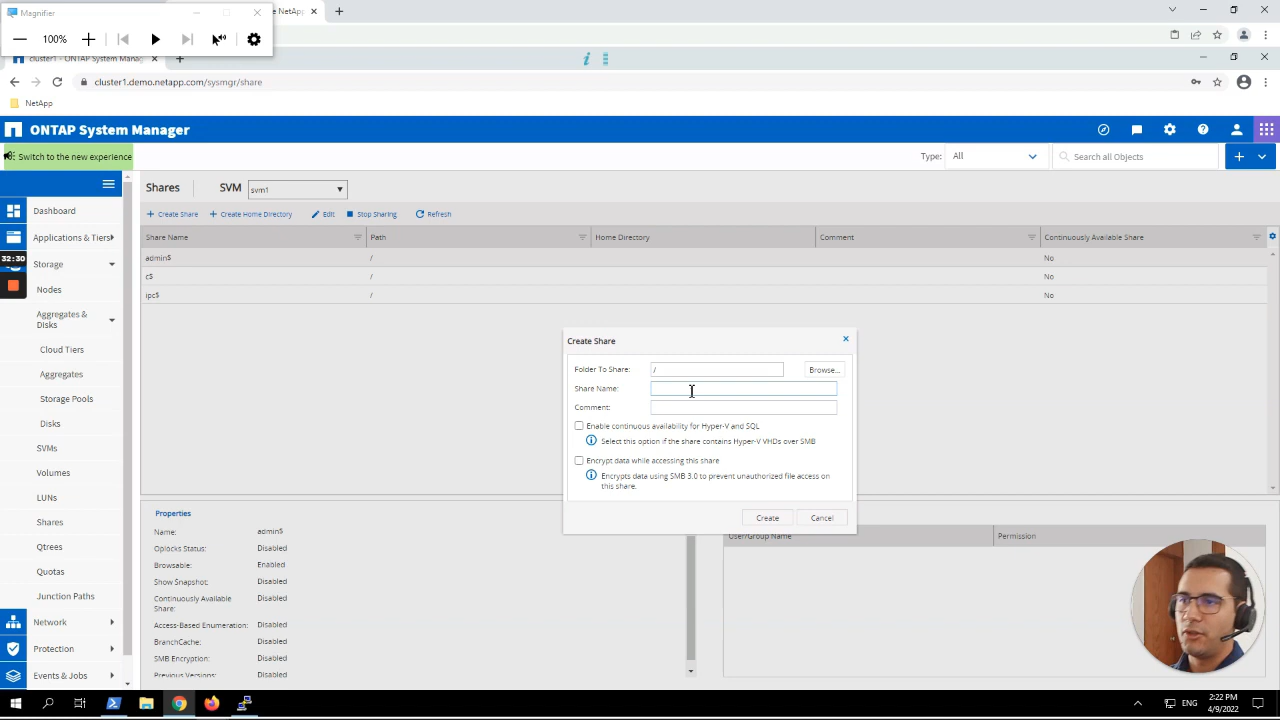 Magnifier
NetAp
100%
cluster1 - ONTAP System Manag
cluster1.demo.netapp.com/sysmgr/share
NetApp
ONTAP System Manager
Switch to the new experience
Type: All
Search all Objects
Shares SVM svm1
Dashboard
Create Share Create Home Directory Edit Stop Sharing Refresh
Applications & Tiers
Share Name Path Home Directory Comment Continuously Available Share
32:30
Storage
admin$ / No
c$ / No
Nodes
ipc$ / No
Aggregates &
Disks
Cloud Tiers
Aggregates
Storage Pools
Disks
SVMs
Volumes
LUNs
Shares
Qtrees
Quotas
Junction Paths
Network
Protection
Events & Jobs
Create Share
Folder To Share: / Browse...
Share Name:
Comment:
Enable continuous availability for Hyper-V and SQL
Select this option if the share contains Hyper-V VHDs over SMB
Encrypt data while accessing this share
Encrypts data using SMB 3.0 to prevent unauthorized file access on
this share.
Create Cancel
Properties
Name: admin$
Oplocks Status: Disabled
Browsable: Enabled
Show Snapshot: Disabled
Continuously Available
Share: Disabled
Access-Based Enumeration: Disabled
BranchCache: Disabled
SMB Encryption: Disabled
Previous Versions: Disabled
User/Group Name Permission
ENG
2:22 PM
4/9/2022